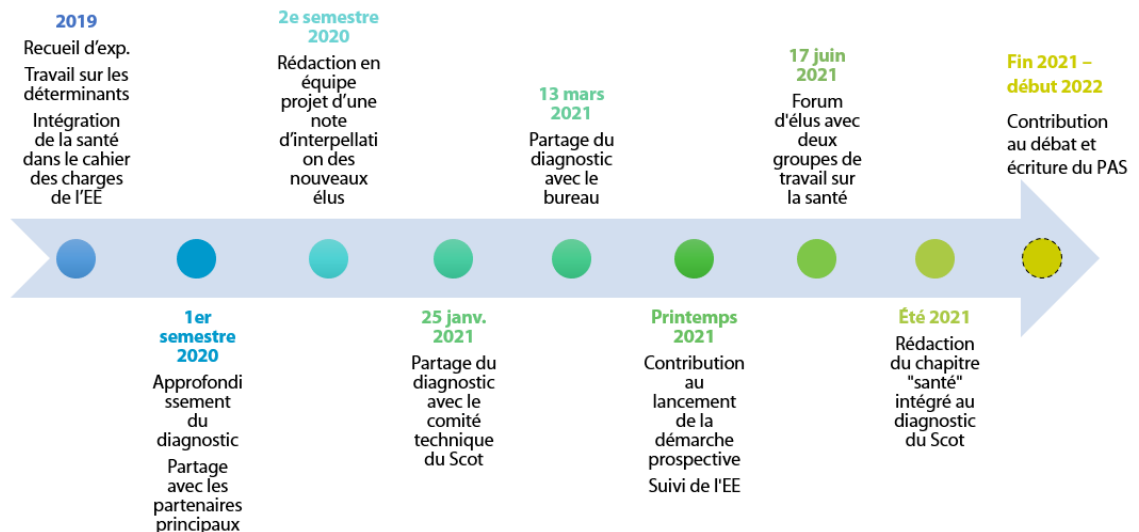 2019
Recueil d'exp.
Travail sur les
déterminants
Intégration
de la santé
dans le cahier
des charges
de l'EE
1er
semestre
2020
Approfondi
ssement
du
diagnostic
Partage
avec les
partenaires
principaux
2e semestre
2020
Rédaction en
équipe
projet d'une
note
d'interpellati
on des
nouveaux
élus
25 janv.
2021
Partage du
diagnostic
avec le
comité
technique
du Scot
13 mars
2021
Partage du
diagnostic
avec le
bureau
Printemps
2021
Contribution
au
lancement
de la
démarche
prospective
Suivi de l'EE
17 juin
2021
Forum
d'élus avec
deux
groupes de
travail sur
la santé
Été 2021
Rédaction
du chapitre
"santé"
intégré au
diagnostic
du Scot
Fin 2021 –
début 2022
Contribution
au débat et
écriture du PAS